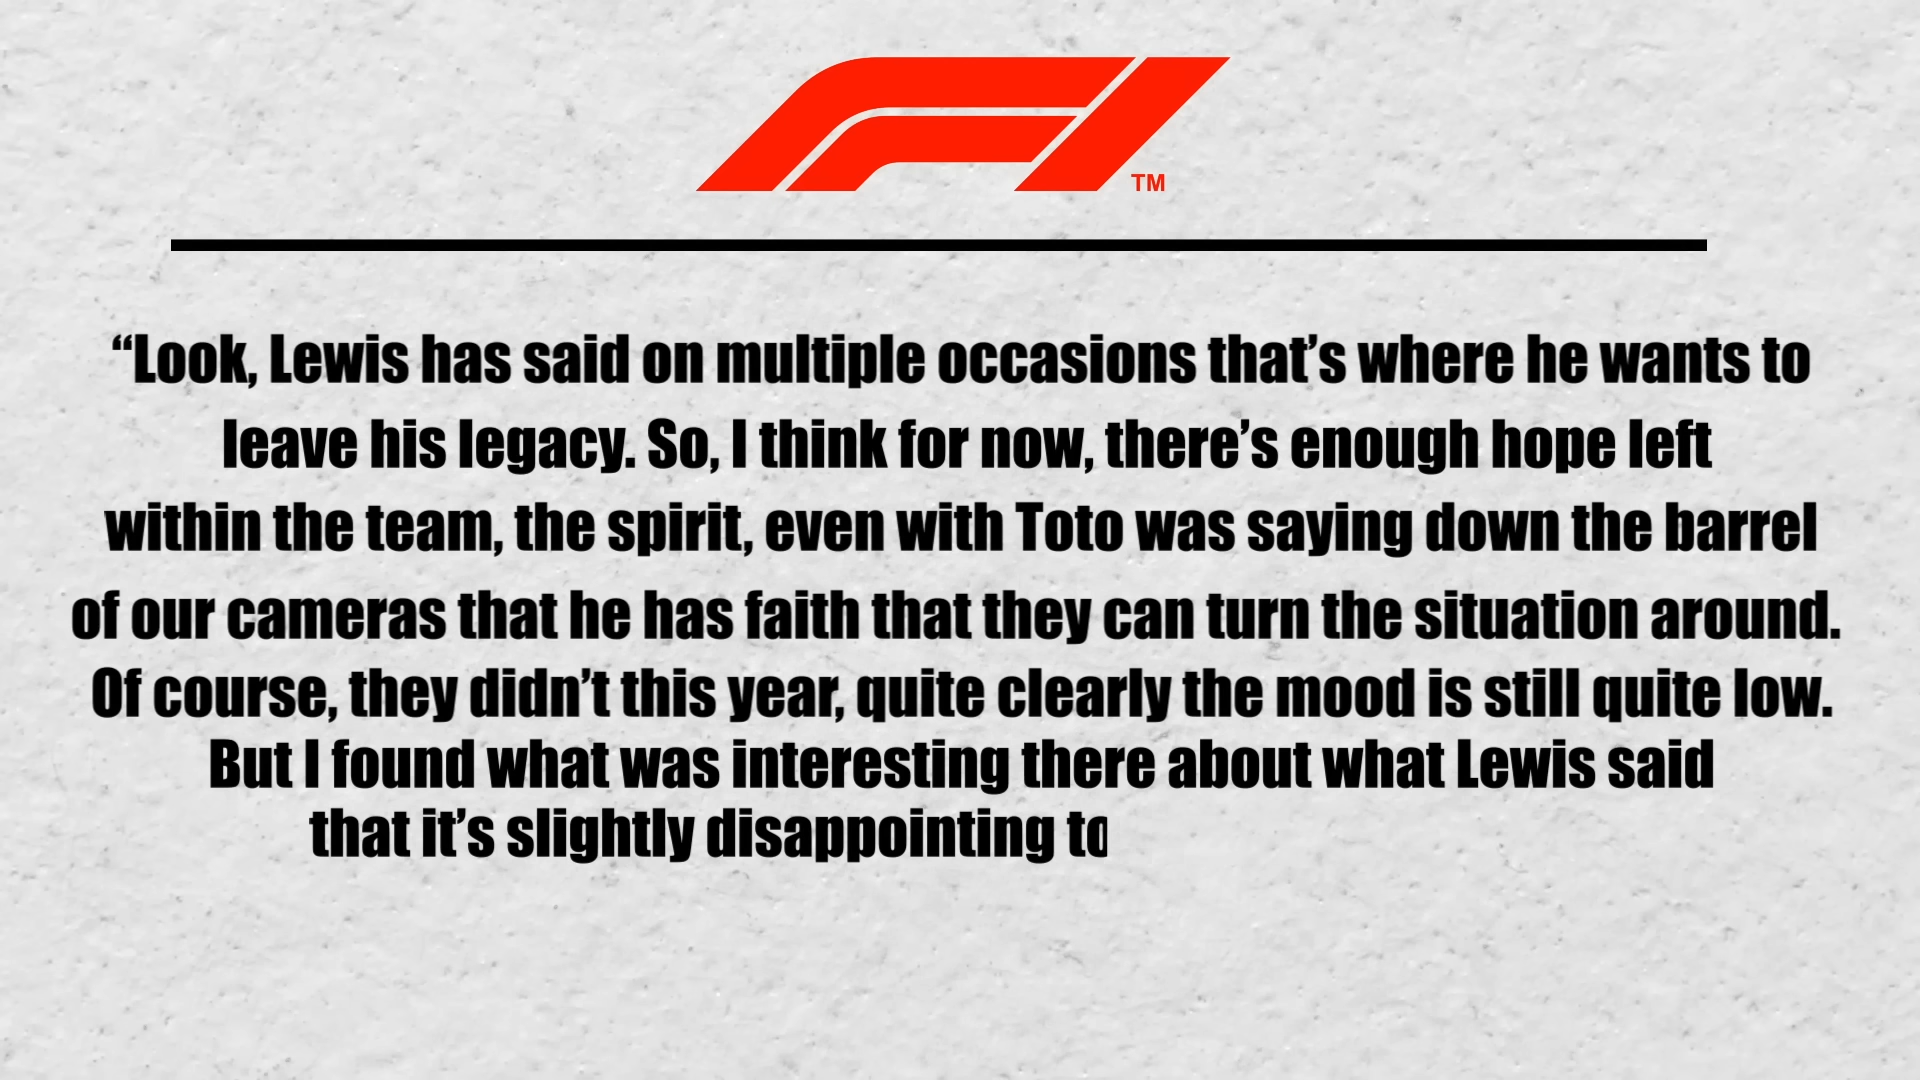 F1
TM
“Look, Lewis has said on multiple occasions that’s where he wants to
leave his legacy. So, I think for now, there’s enough hope left
within the team, the spirit, even with Toto was saying down the barrel
of our cameras that he has faith that they can turn the situation around.
Of course, they didn’t this year, quite clearly the mood is still quite low.
But I found what was interesting there about what Lewis said
that it’s slightly disappointing to